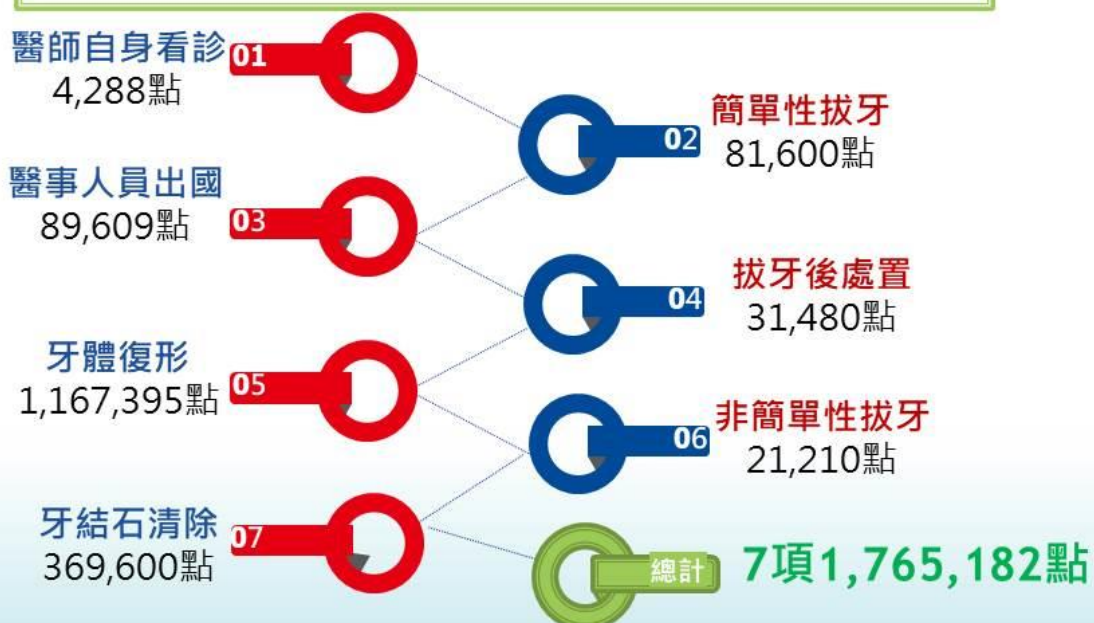 醫師自身看診
4,288點
01
02
簡單性拔牙
81,600點
醫事人員出國
89,609點
03
04
拔牙後處置
31,480點
牙體復形
1,167,395點
05
06
非簡單性拔牙
21,210點
牙結石清除
369,600點
07
總計
7項1,765,182點